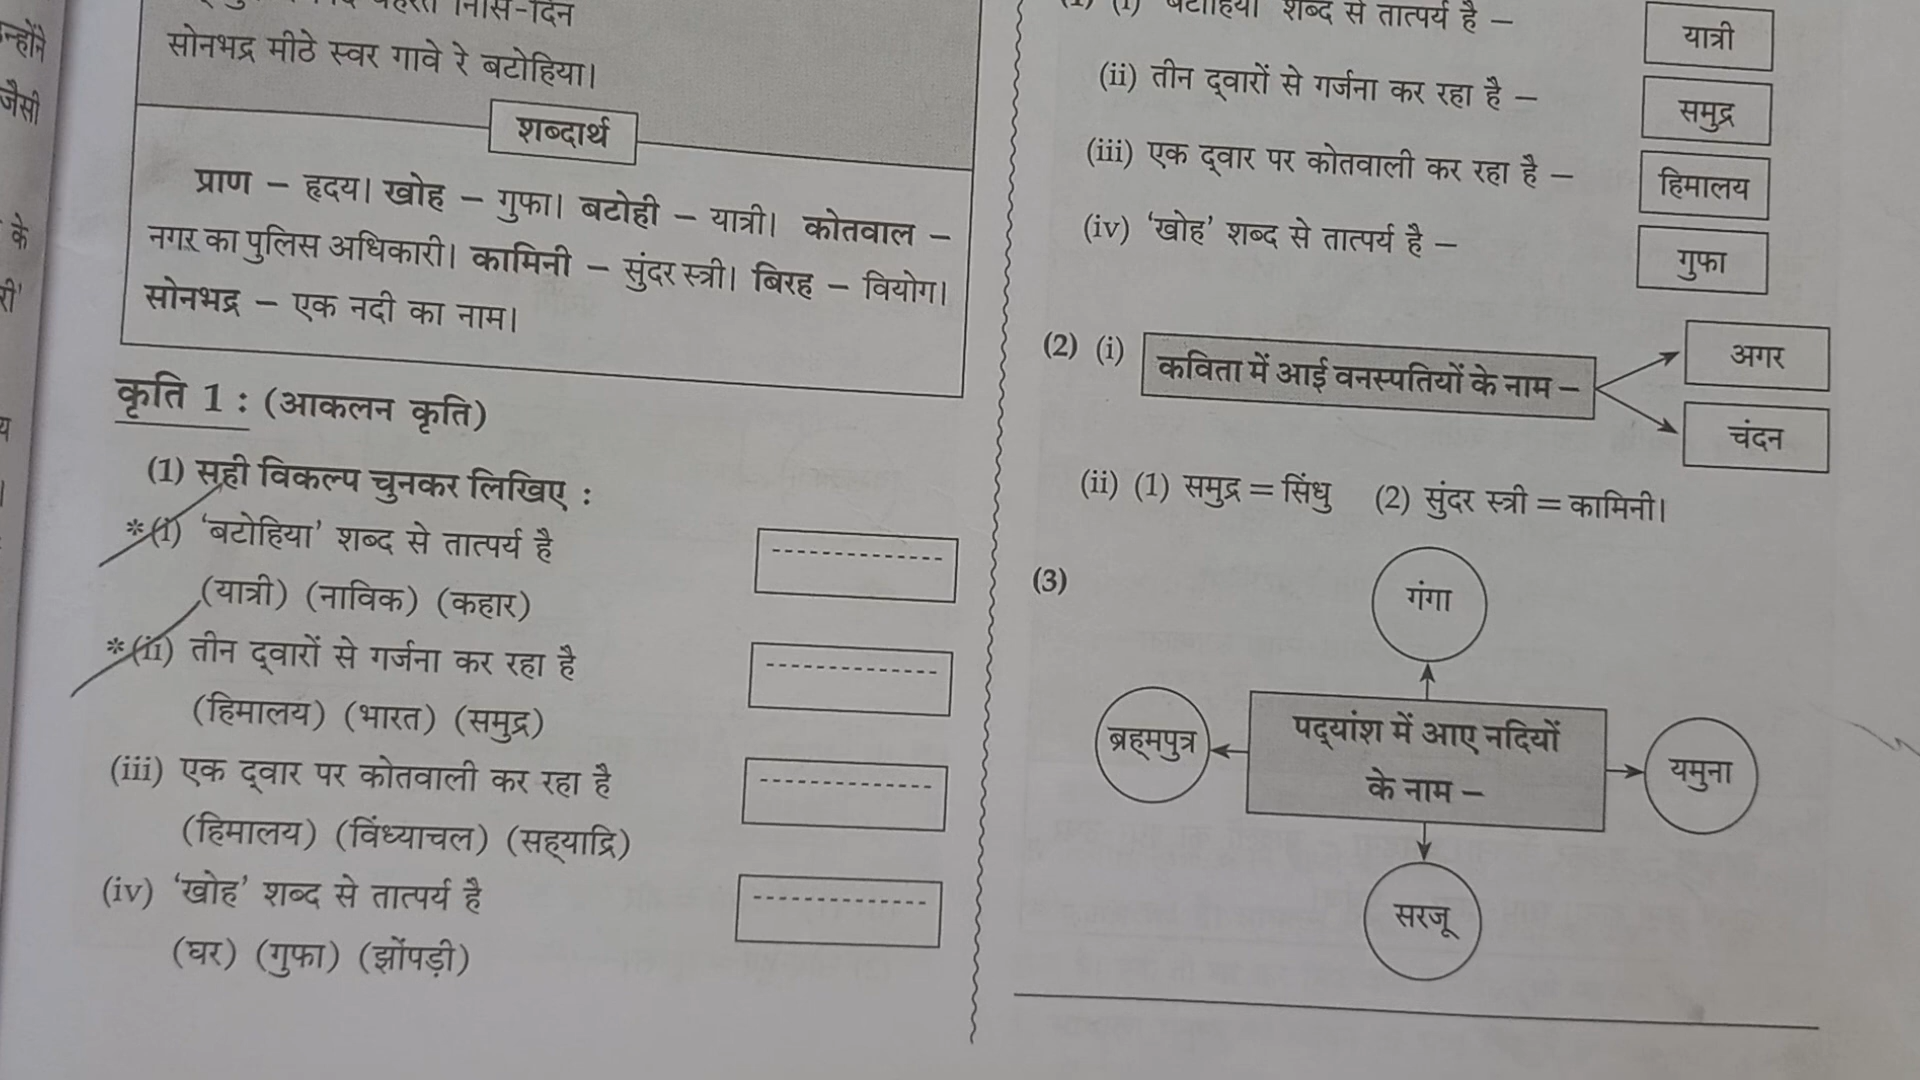 निसि-दिन
सोनभद्र मीठे स्वर गावे रे बटोहिया।
शब्दार्थ
प्राण – हृदय। खोह – गुफा। बटोही – यात्री। कोतवाल –
नगर का पुलिस अधिकारी। कामिनी – सुंदर स्त्री। बिरह – वियोग।
सोनभद्र – एक नदी का नाम।
कृति 1 : (आकलन कृति)
(1) सही विकल्प चुनकर लिखिए :
*(i) ‘बटोहिया’ शब्द से तात्पर्य है
(यात्री) (नाविक) (कहार)
*(ii) तीन द्वारों से गर्जना कर रहा है
(हिमालय) (भारत) (समुद्र)
(iii) एक द्वार पर कोतवाली कर रहा है
(हिमालय) (विंध्याचल) (सह्याद्रि)
(iv) ‘खोह’ शब्द से तात्पर्य है
(घर) (गुफा) (झोंपड़ी)
(1) (i) बटोहिया शब्द से तात्पर्य है – यात्री
(ii) तीन द्वारों से गर्जना कर रहा है – समुद्र
(iii) एक द्वार पर कोतवाली कर रहा है – हिमालय
(iv) ‘खोह’ शब्द से तात्पर्य है – गुफा
(2) (i) कविता में आई वनस्पतियों के नाम –
अगर
चंदन
(ii) (1) समुद्र = सिंधु (2) सुंदर स्त्री = कामिनी।
(3)
गंगा
ब्रह्मपुत्र
पद्यांश में आए नदियों
के नाम –
यमुना
सरजू
न्होंने
जैसी
के